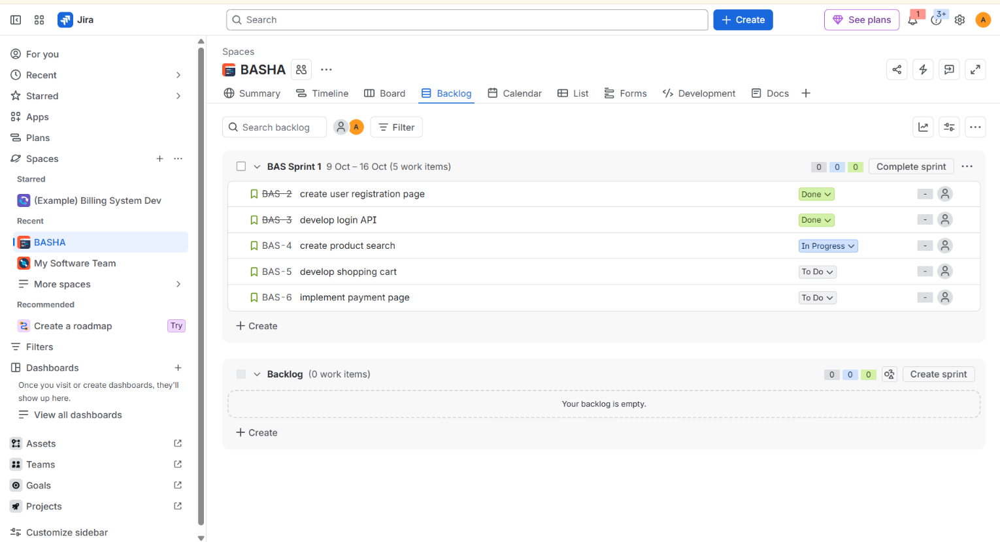 Jira
Search
Create
See plans
1
3+
A
For you
Recent
Starred
Apps
Plans
Spaces
Starred
(Example) Billing System Dev
Recent
BASHA
My Software Team
More spaces
Recommended
Create a roadmap
Try
Filters
Dashboards
Once you visit or create dashboards, they'll
show up here.
View all dashboards
Assets
Teams
Goals
Projects
Customize sidebar
Spaces
BASHA
Summary
Timeline
Board
Backlog
Calendar
List
Forms
Development
Docs
Search backlog
A
Filter
BAS Sprint 1 9 Oct – 16 Oct (5 work items)
0 0 0
Complete sprint
BAS-2 create user registration page Done -
BAS-3 develop login API Done -
BAS-4 create product search In Progress -
BAS-5 develop shopping cart To Do -
BAS-6 implement payment page To Do -
Create
Backlog (0 work items)
0 0 0
Create sprint
Your backlog is empty.
Create